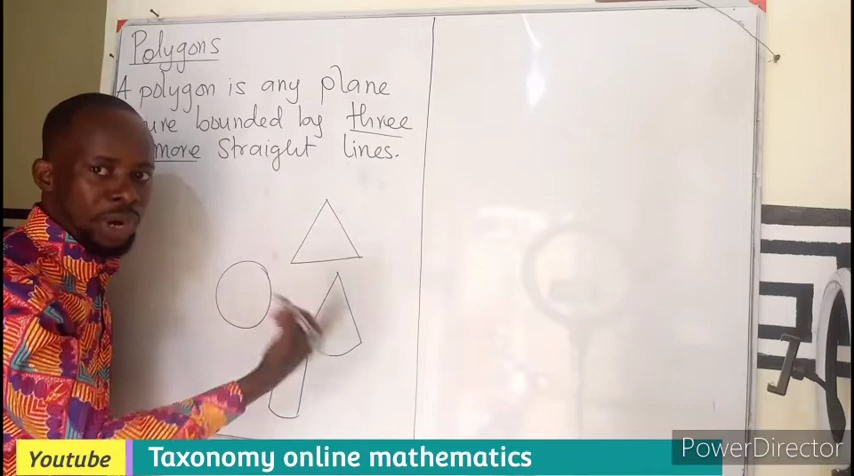 Polygons
A polygon is any plane
bounded by three
more straight lines.
Youtube
Taxonomy online mathematics
PowerDirector